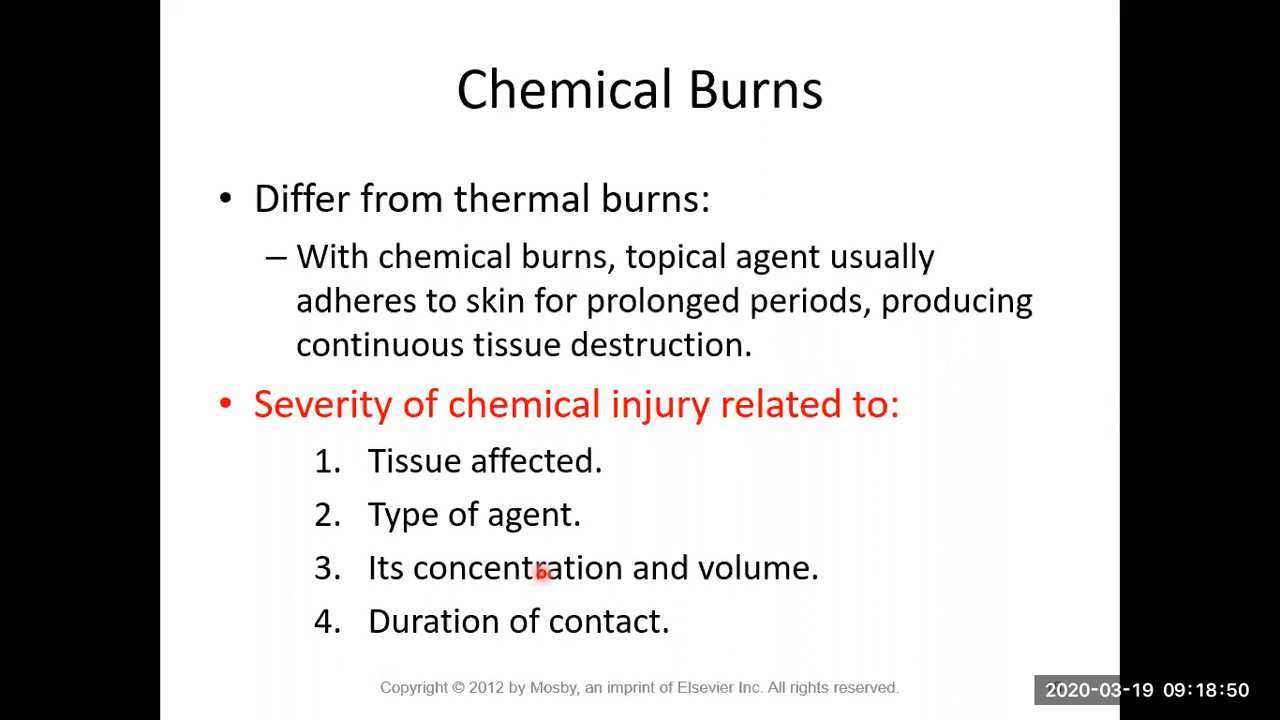 Chemical Burns
• Differ from thermal burns:
– With chemical burns, topical agent usually
adheres to skin for prolonged periods, producing
continuous tissue destruction.
• Severity of chemical injury related to:
1. Tissue affected.
2. Type of agent.
3. Its concentration and volume.
4. Duration of contact.
Copyright © 2012 by Mosby, an imprint of Elsevier Inc. All rights reserved.
2020-03-19 09:18:50